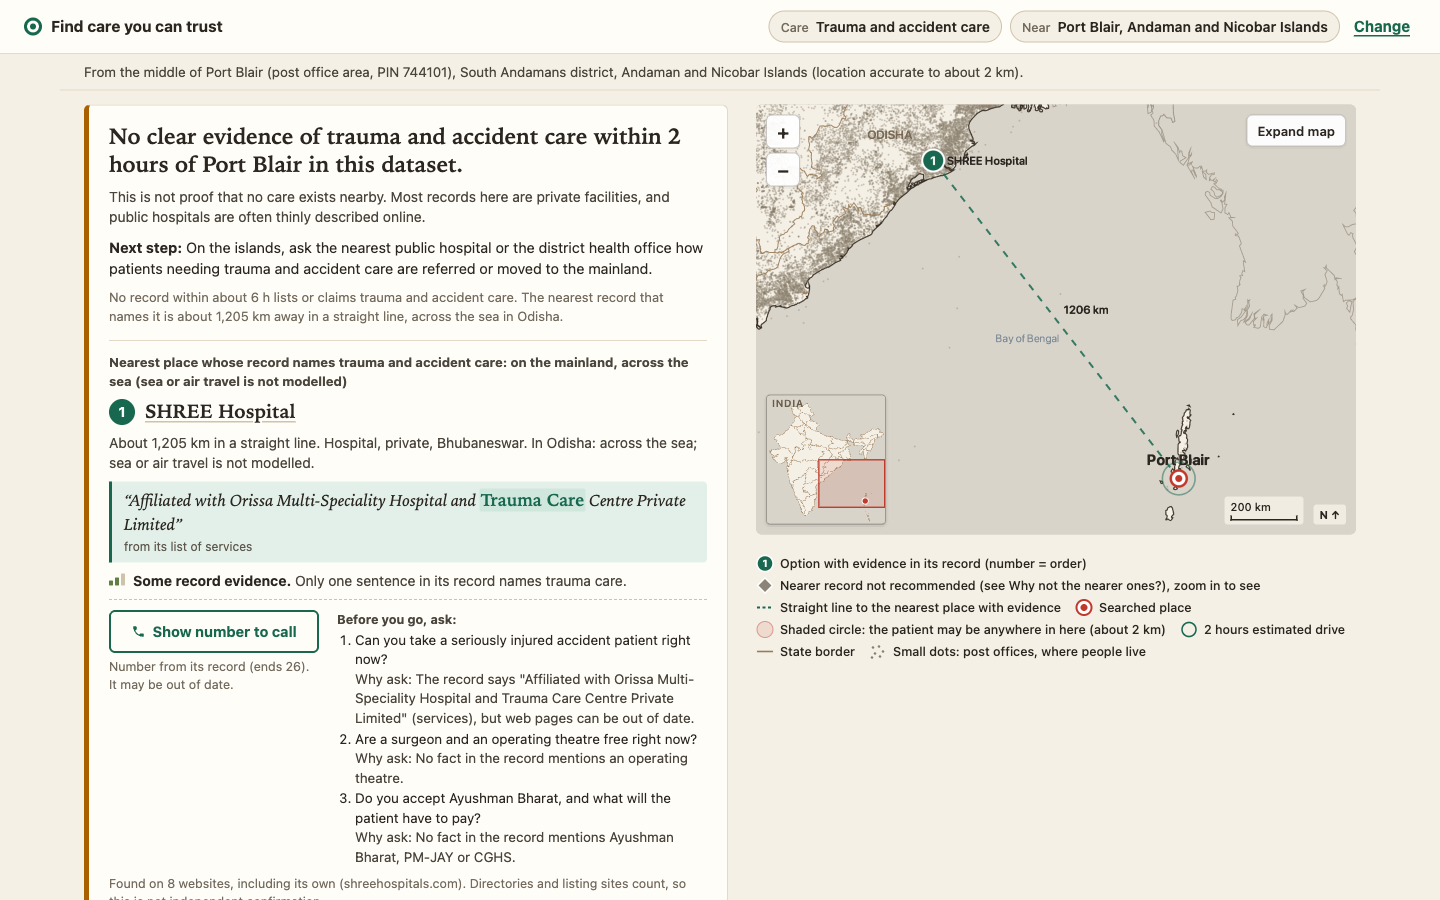 Find care you can trust
Care Trauma and accident care
Near Port Blair, Andaman and Nicobar Islands
Change
From the middle of Port Blair (post office area, PIN 744101), South Andamans district, Andaman and Nicobar Islands (location accurate to about 2 km).
No clear evidence of trauma and accident care within 2
hours of Port Blair in this dataset.
This is not proof that no care exists nearby. Most records here are private facilities, and
public hospitals are often thinly described online.
Next step: On the islands, ask the nearest public hospital or the district health office how
patients needing trauma and accident care are referred or moved to the mainland.
No record within about 6 h lists or claims trauma and accident care. The nearest record that
names it is about 1,205 km away in a straight line, across the sea in Odisha.
Nearest place whose record names trauma and accident care: on the mainland, across the
sea (sea or air travel is not modelled)
1 SHREE Hospital
About 1,205 km in a straight line. Hospital, private, Bhubaneswar. In Odisha: across the sea;
sea or air travel is not modelled.
“Affiliated with Orissa Multi-Speciality Hospital and Trauma Care Centre Private
Limited”
from its list of services
Some record evidence. Only one sentence in its record names trauma care.
Show number to call
Number from its record (ends 26).
It may be out of date.
Before you go, ask:
1. Can you take a seriously injured accident patient right
now?
Why ask: The record says "Affiliated with Orissa Multi-
Speciality Hospital and Trauma Care Centre Private
Limited" (services), but web pages can be out of date.
2. Are a surgeon and an operating theatre free right now?
Why ask: No fact in the record mentions an operating
theatre.
3. Do you accept Ayushman Bharat, and what will the
patient have to pay?
Why ask: No fact in the record mentions Ayushman
Bharat, PM-JAY or CGHS.
Found on 8 websites, including its own (shreehospitals.com). Directories and listing sites count, so
this is not independent confirmation.
+
−
ODISHA
1 SHREE Hospital
Expand map
1206 km
Bay of Bengal
INDIA
Port Blair
200 km
N ↑
1 Option with evidence in its record (number = order)
Nearer record not recommended (see Why not the nearer ones?), zoom in to see
Straight line to the nearest place with evidence
Searched place
Shaded circle: the patient may be anywhere in here (about 2 km)
2 hours estimated drive
State border
Small dots: post offices, where people live